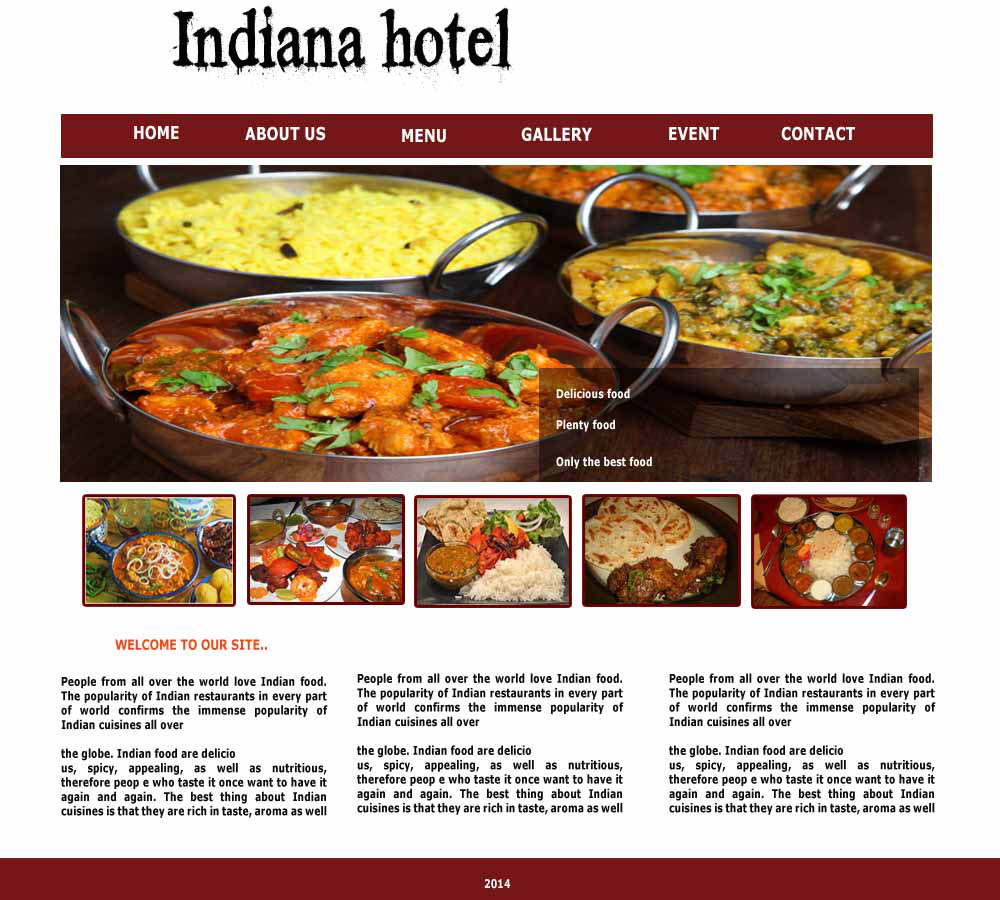 Indiana hotel
HOME ABOUT US MENU GALLERY EVENT CONTACT
Delicious food
Plenty food
Only the best food
WELCOME TO OUR SITE..
People from all over the world love Indian food.
The popularity of Indian restaurants in every part
of world confirms the immense popularity of
Indian cuisines all over
the globe. Indian food are delicio
us, spicy, appealing, as well as nutritious,
therefore peop e who taste it once want to have it
again and again. The best thing about Indian
cuisines is that they are rich in taste, aroma as well
People from all over the world love Indian food.
The popularity of Indian restaurants in every part
of world confirms the immense popularity of
Indian cuisines all over
the globe. Indian food are delicio
us, spicy, appealing, as well as nutritious,
therefore peop e who taste it once want to have it
again and again. The best thing about Indian
cuisines is that they are rich in taste, aroma as well
People from all over the world love Indian food.
The popularity of Indian restaurants in every part
of world confirms the immense popularity of
Indian cuisines all over
the globe. Indian food are delicio
us, spicy, appealing, as well as nutritious,
therefore peop e who taste it once want to have it
again and again. The best thing about Indian
cuisines is that they are rich in taste, aroma as well
2014